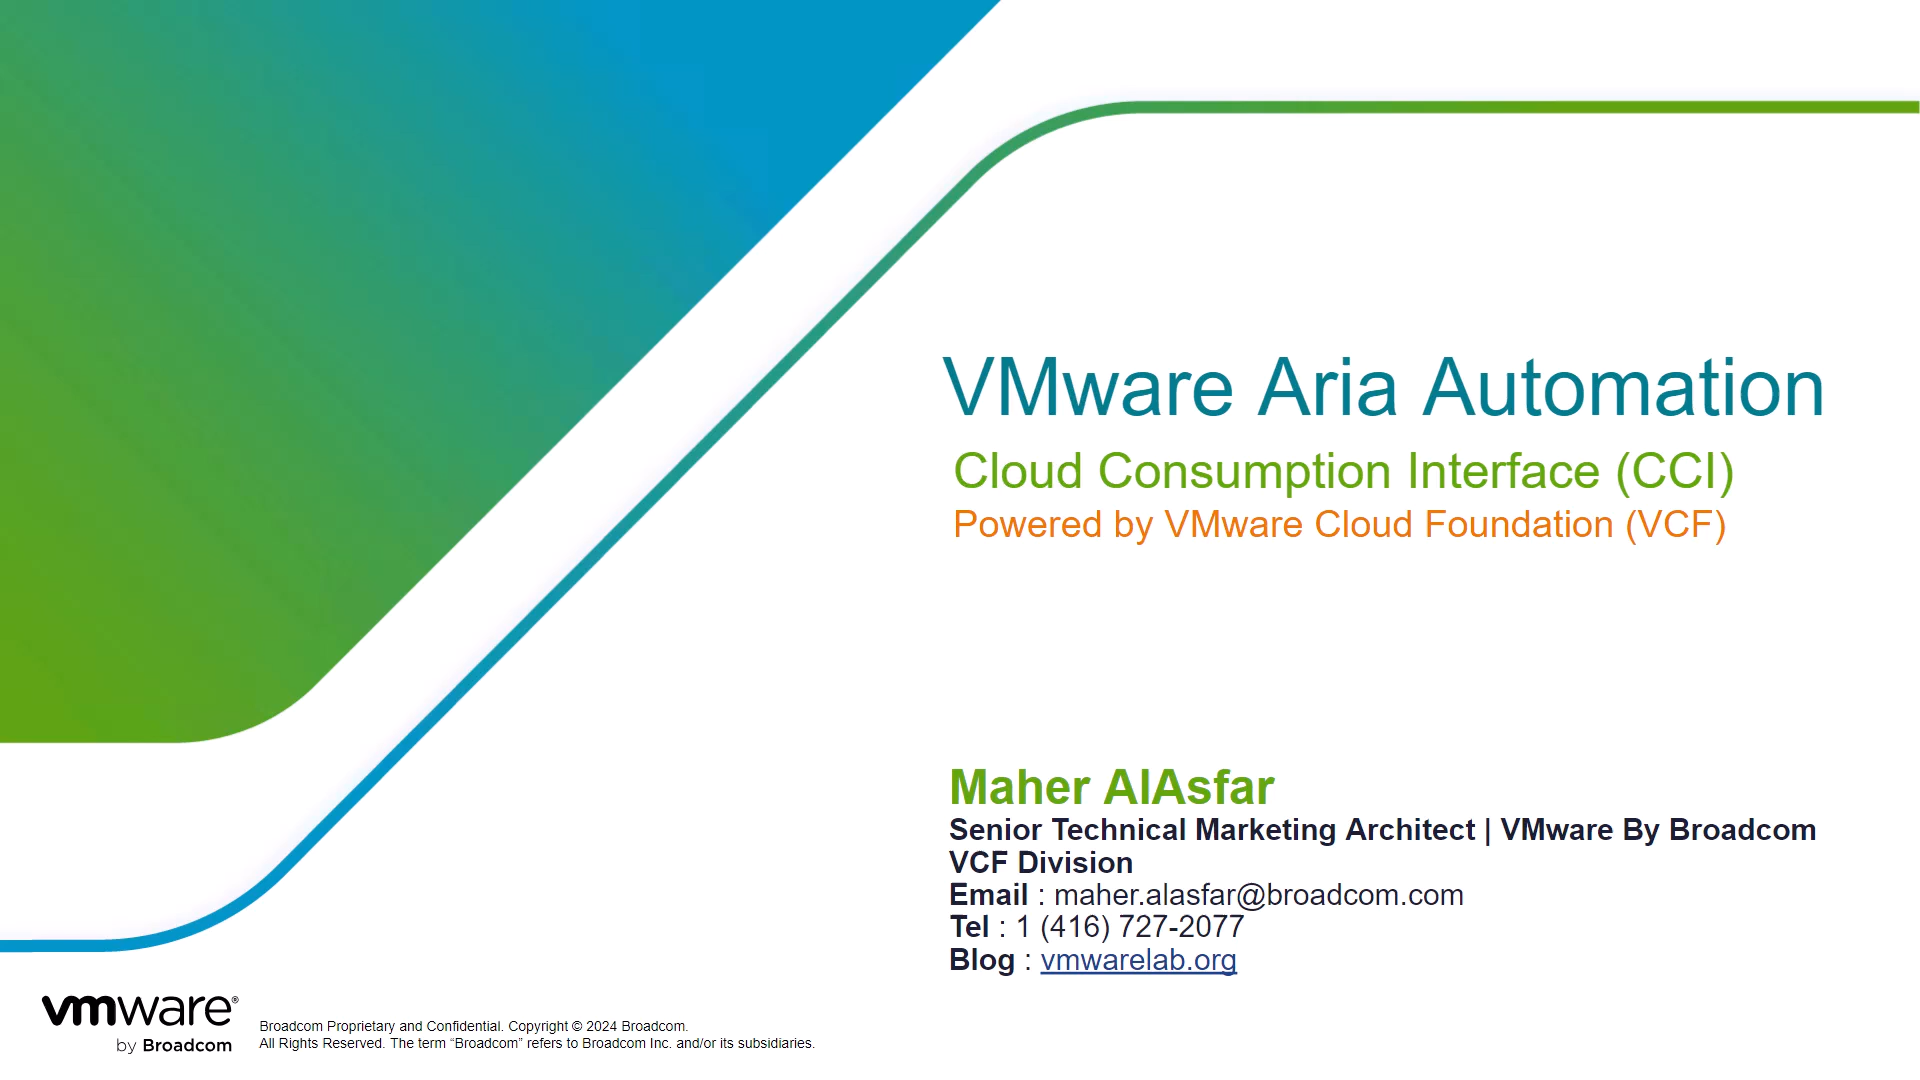 VMware Aria Automation
Cloud Consumption Interface (CCI)
Powered by VMware Cloud Foundation (VCF)
Maher AlAsfar
Senior Technical Marketing Architect | VMware By Broadcom
VCF Division
Email : maher.alasfar@broadcom.com
Tel : 1 (416) 727-2077
Blog : vmwarelab.org
vmware®
by Broadcom
Broadcom Proprietary and Confidential. Copyright © 2024 Broadcom.
All Rights Reserved. The term “Broadcom” refers to Broadcom Inc. and/or its subsidiaries.